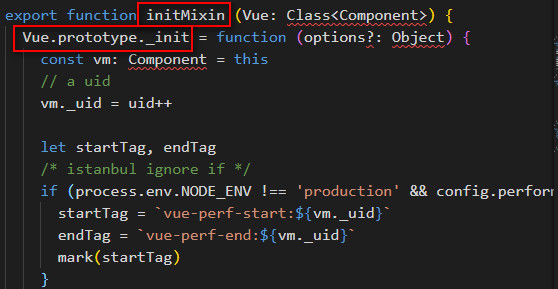 export function initMixin (Vue: Class<Component>) {
Vue.prototype._init = function (options?: Object) {
const vm: Component = this
// a uid
vm._uid = uid++
let startTag, endTag
/* istanbul ignore if */
if (process.env.NODE_ENV !== 'production' && config.perform
startTag = `vue-perf-start:${vm._uid}`
endTag = `vue-perf-end:${vm._uid}`
mark(startTag)
}